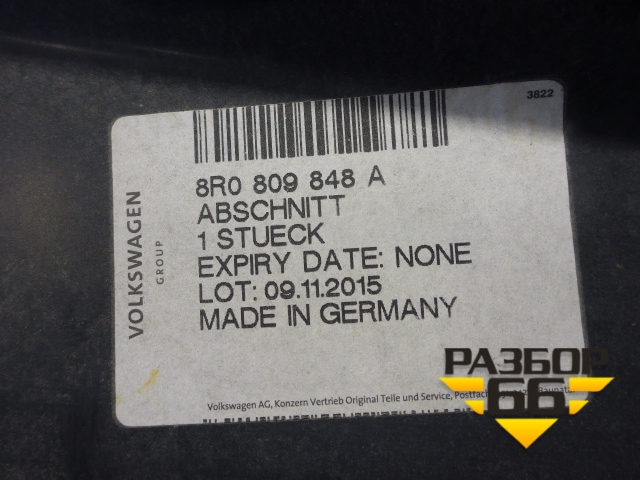 3822
8R0 809 848 A
ABSCHNITT
1 STUECK
EXPIRY DATE: NONE
LOT: 09.11.2015
MADE IN GERMANY
VOLKSWAGEN
GROUP
Volkswagen AG, Konzern Vertrieb Original Teile und Service,
РАЗБОР
66